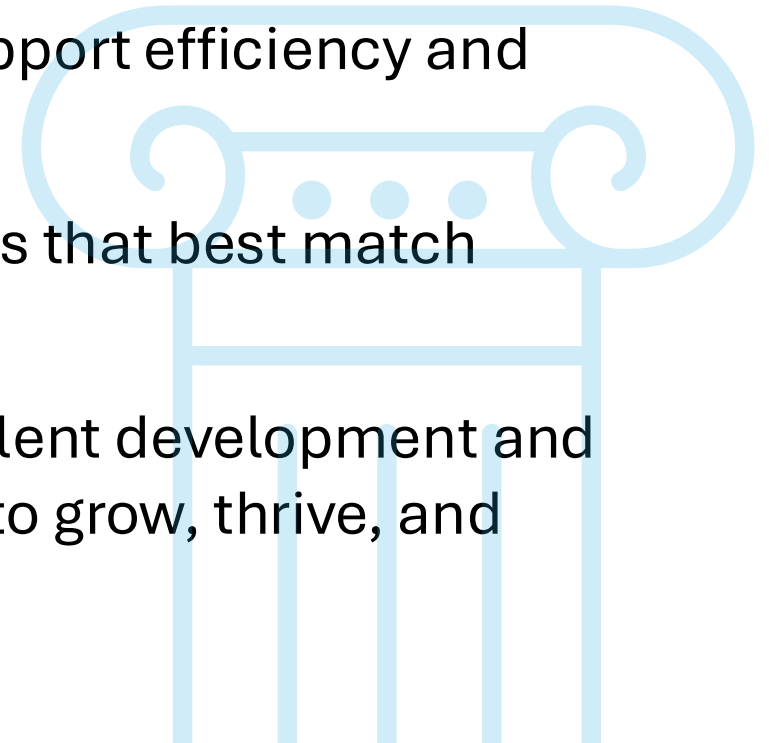 pport efficiency and
s that best match
lent development and
to grow, thrive, and